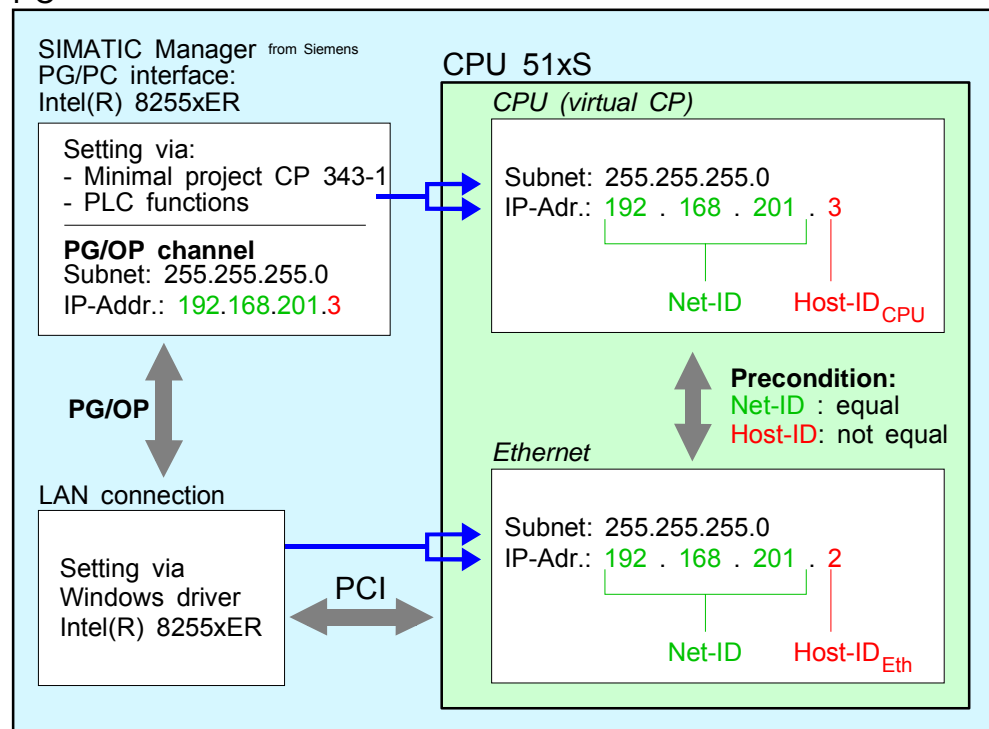 SIMATIC Manager from Siemens
PG/PC interface:
Intel(R) 8255xER
Setting via:
- Minimal project CP 343-1
- PLC functions
PG/OP channel
Subnet: 255.255.255.0
IP-Addr.: 192.168.201.3
PG/OP
LAN connection
Setting via
Windows driver
Intel(R) 8255xER
PCI
CPU 51xS
CPU (virtual CP)
Subnet: 255.255.255.0
IP-Adr.: 192 . 168 . 201 . 3
Net-ID Host-ID CPU
Precondition:
Net-ID : equal
Host-ID: not equal
Ethernet
Subnet: 255.255.255.0
IP-Adr.: 192 . 168 . 201 . 2
Net-ID Host-ID Eth